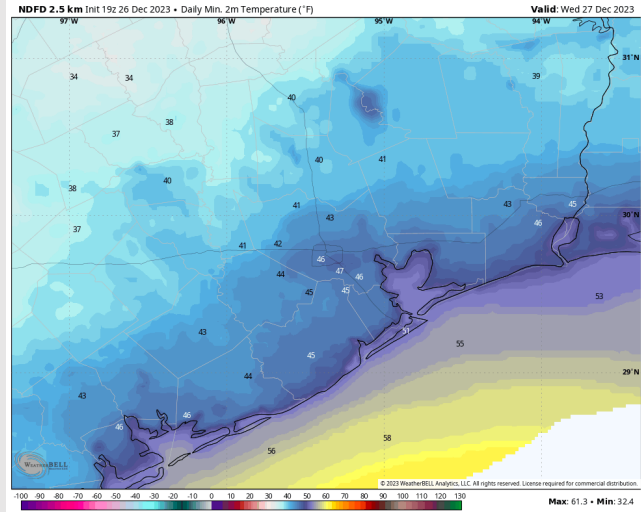 NDFD 2.5 km Init 19z 26 Dec 2023 • Daily Min. 2m Temperature (°F)
Valid: Wed 27 Dec 2023
97°W 96°W 95°W 94°W
31°N
34 34 39
40
38
37
40 41
40
38
41 43 45
43 46 30°N
37
41 42
46
47 46
44
45 45
53
51
43
55
45
44 29°N
43
46
46
58
56
WEATHERBELL
© 2023 WeatherBELL Analytics, LLC. All rights reserved. License required for commercial distribution.
-100 -90 -80 -70 -60 -50 -40 -30 -20 -10 0 10 20 30 40 50 60 70 80 90 100 110 120 130
Max: 61.3 • Min: 32.4